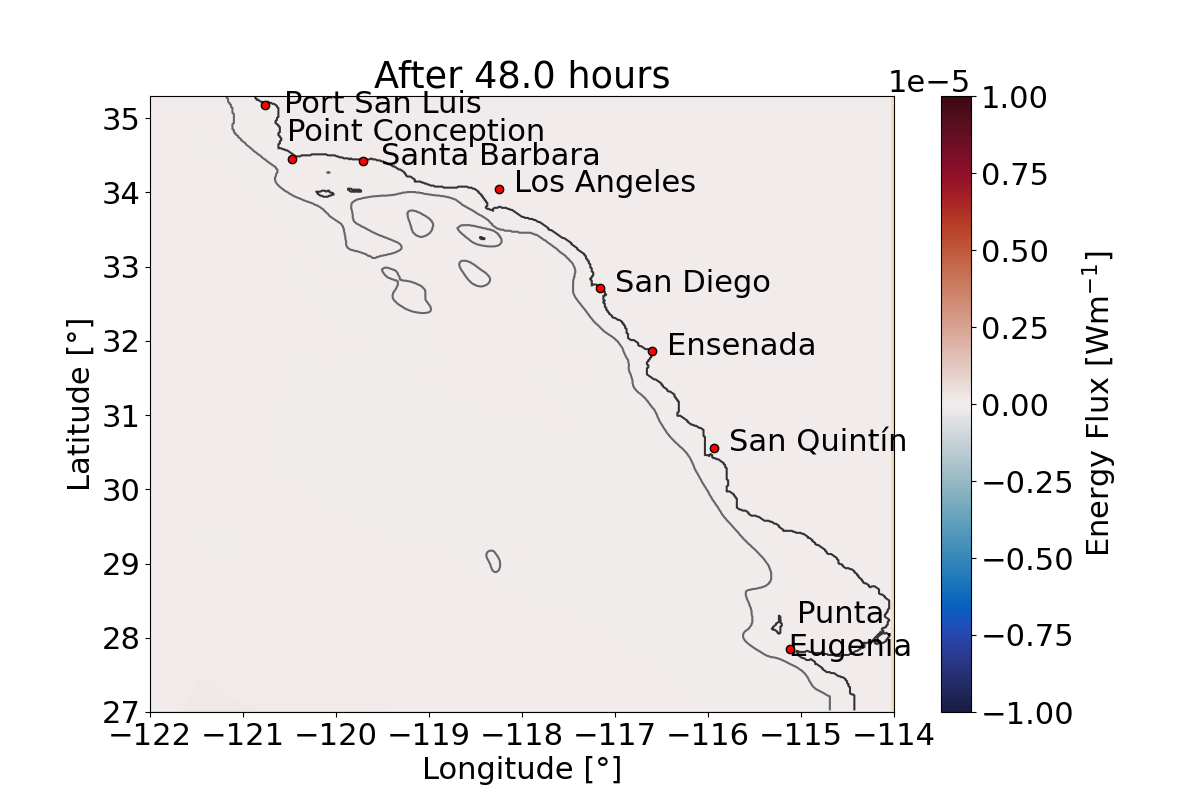 After 48.0 hours
1e−5
Port San Luis
Point Conception
Santa Barbara
Los Angeles
San Diego
Ensenada
San Quintín
Punta
Eugenia
35
34
33
32
31
30
29
28
27
Latitude [°]
−122 −121 −120 −119 −118 −117 −116 −115 −114
Longitude [°]
1.00
0.75
0.50
0.25
0.00
−0.25
−0.50
−0.75
−1.00
Energy Flux [Wm⁻¹]